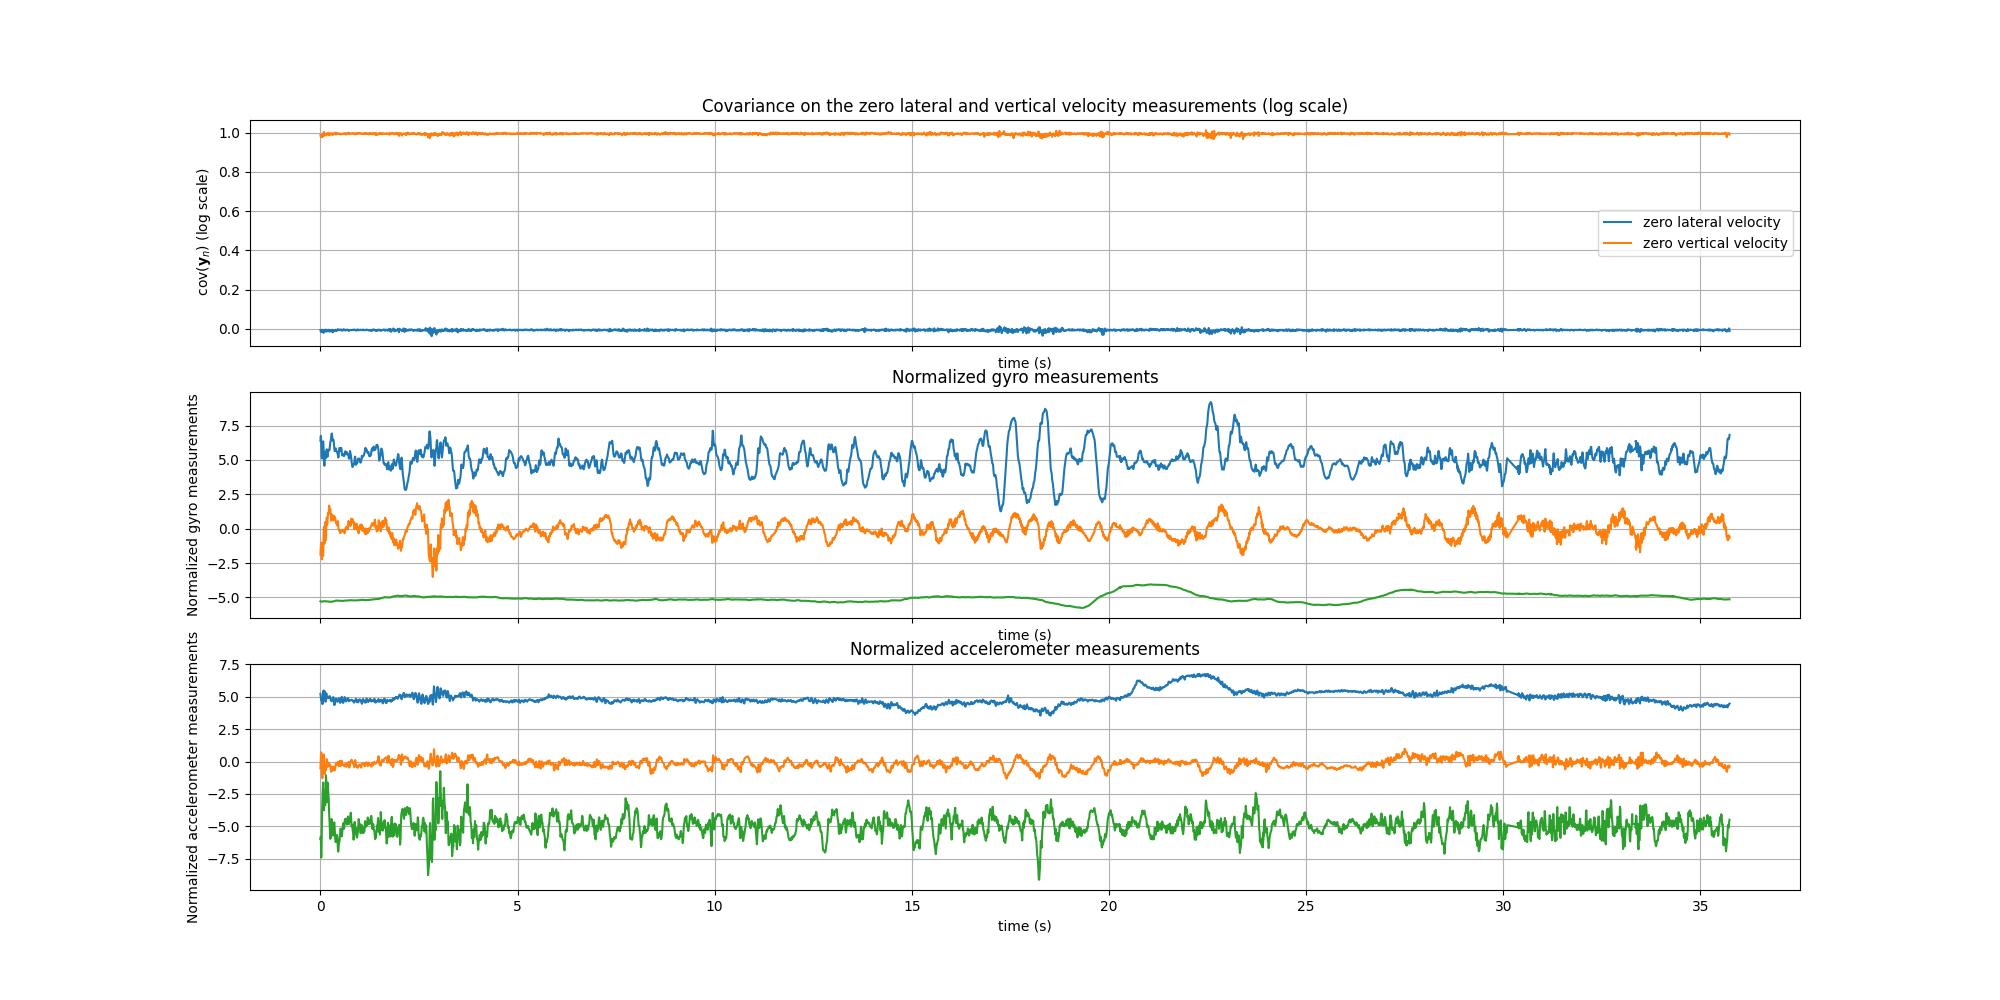 Covariance on the zero lateral and vertical velocity measurements (log scale)
cov(yₙ) (log scale)
1.0
0.8
0.6
0.4
0.2
0.0
zero lateral velocity
zero vertical velocity
time (s)
Normalized gyro measurements
Normalized gyro measurements
7.5
5.0
2.5
0.0
−2.5
−5.0
time (s)
Normalized accelerometer measurements
Normalized accelerometer measurements
7.5
5.0
2.5
0.0
−2.5
−5.0
−7.5
0 5 10 15 20 25 30 35
time (s)